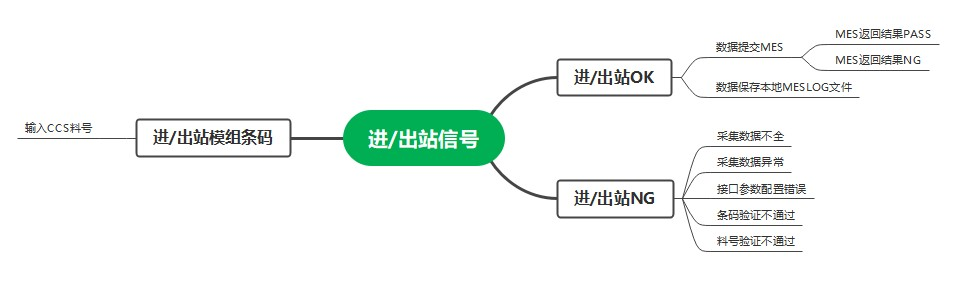 进/出站信号
进/出站模组条码
输入CCS料号
进/出站OK
数据提交MES
MES返回结果PASS
MES返回结果NG
数据保存本地MESLOG文件
进/出站NG
采集数据不全
采集数据异常
接口参数配置错误
条码验证不通过
料号验证不通过